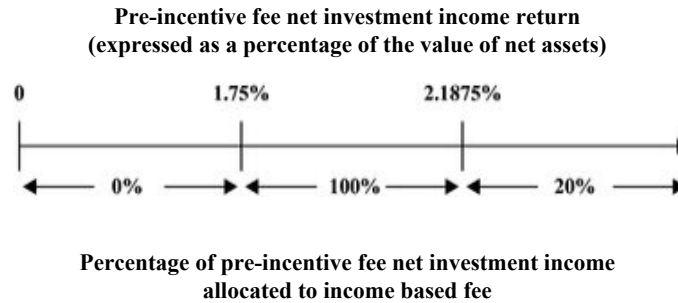 Pre-incentive fee net investment income return
(expressed as a percentage of the value of net assets)
0 1.75% 2.1875%
0% 100% 20%
Percentage of pre-incentive fee net investment income
allocated to income based fee